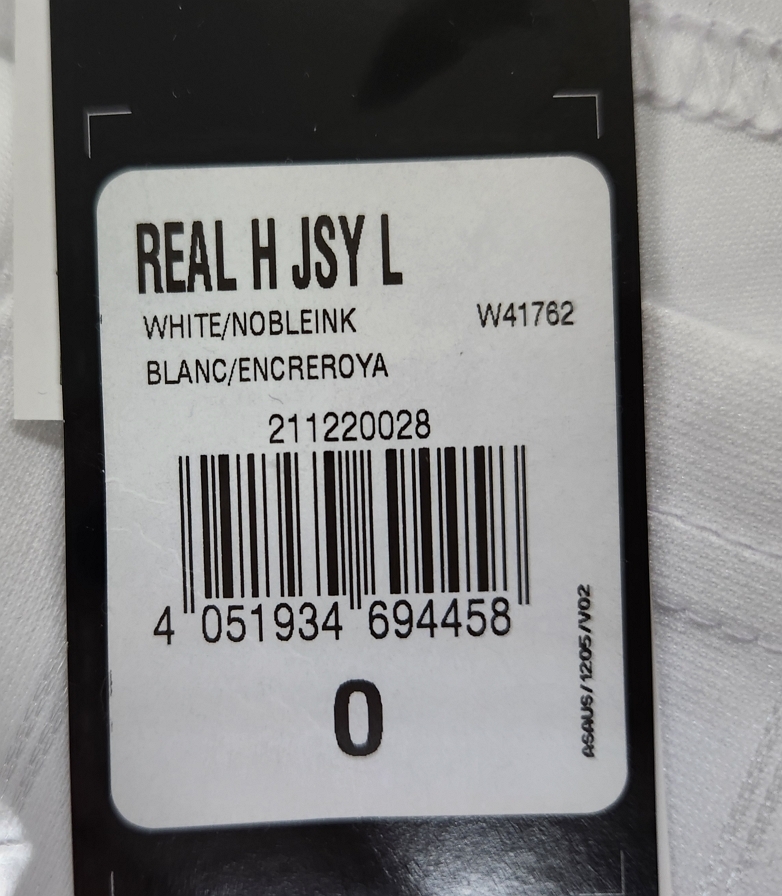 REAL H JSY L
WHITE/NOBLEINK W41762
BLANC/ENCREROYA
211220028
4 051934 694458
0
ASAUS/1205/V02